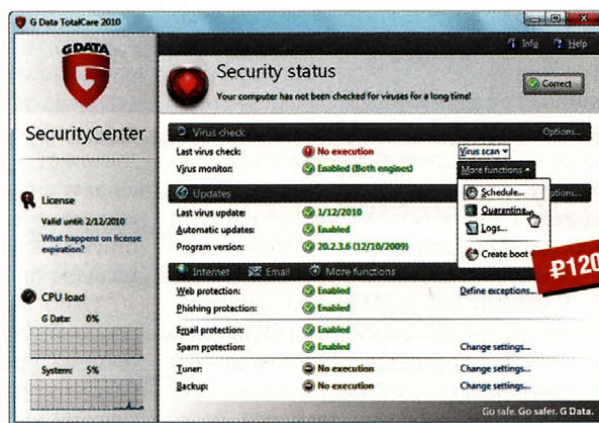 G Data TotalCare 2010
G DATA
Info Help
Security status
Your computer has not been checked for viruses for a long time!
Correct
SecurityCenter
Virus check Options...
Last virus check: No execution Virus scan
Virus monitor: Enabled (Both engines) More functions
Schedule...
Quarantine...
Logs...
Create boot
License
Valid until: 2/12/2010
What happens on license expiration?
Updates ptions...
Last virus update: 1/12/2010
Automatic updates: Enabled
Program version: 20.2.3.6 (12/10/2009)
₽120
Internet Email More functions
Web protection: Enabled Define exceptions...
Phishing protection: Enabled
Email protection: Enabled
Spam protection: Enabled Change settings...
Tuner: No execution Change settings...
Backup: No execution Change settings...
CPU load
G Data: 0%
System: 5%
Go safe. Go safer. G Data.